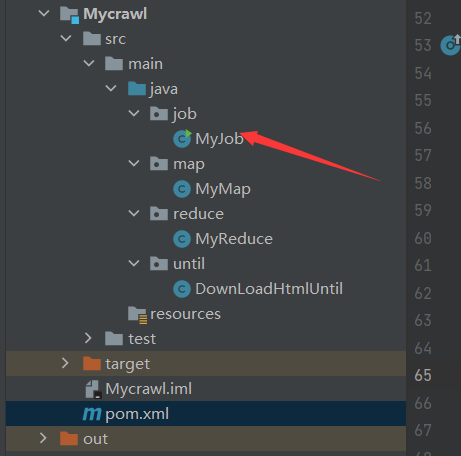 Mycrawl
src
main
java
job
MyJob
map
MyMap
reduce
MyReduce
until
DownLoadHtmlUntil
resources
test
target
Mycrawl.iml
pom.xml
out
52
53
54
55
56
57
58
59
60
61
62
63
64
65
66
67